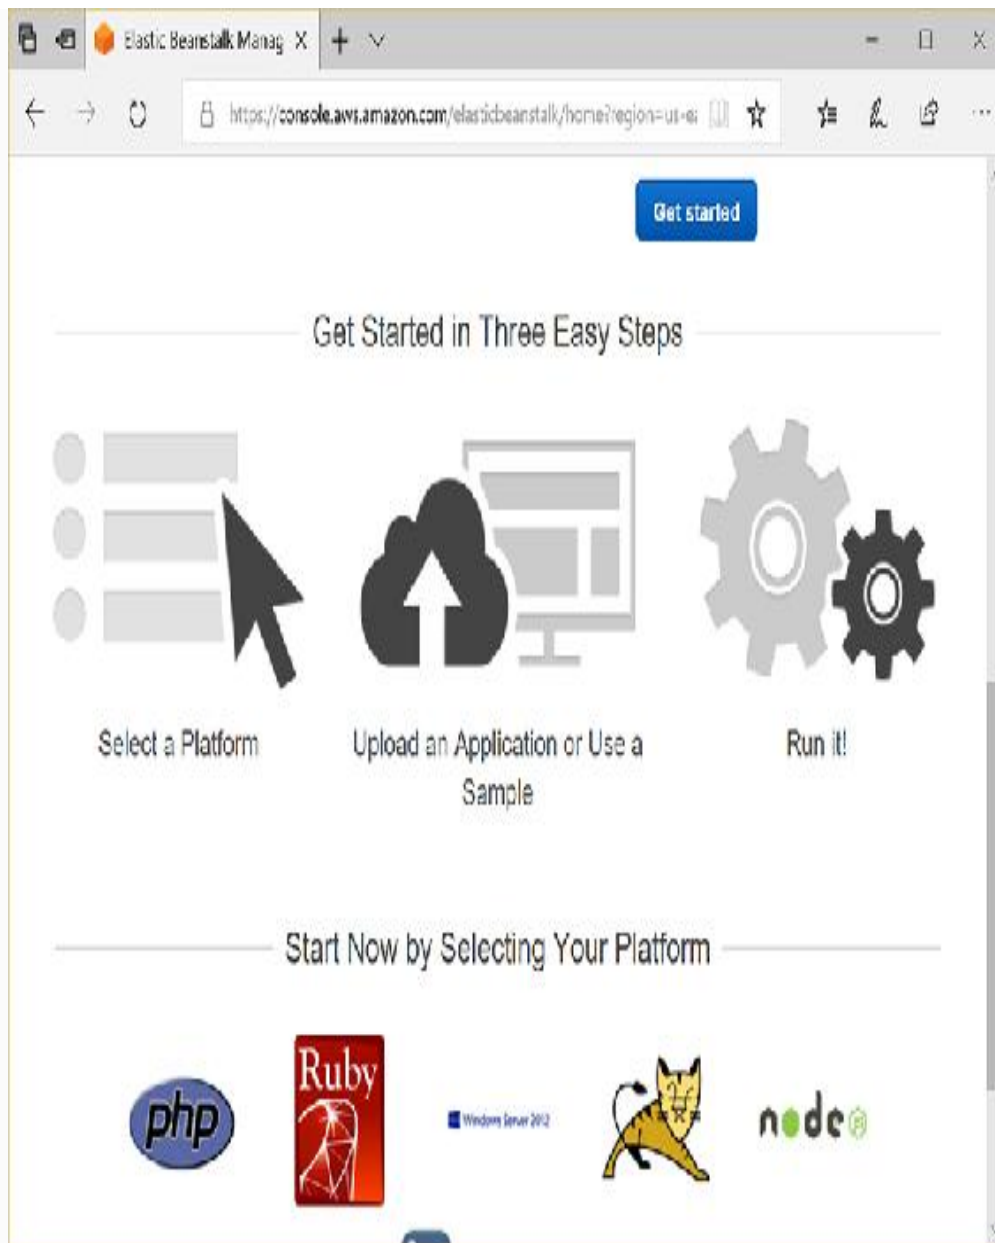 Elastic Beanstalk Manag
https://console.aws.amazon.com/elasticbeanstalk/home?region=us-ea
Get started
Get Started in Three Easy Steps
Select a Platform
Upload an Application or Use a
Sample
Run it!
Start Now by Selecting Your Platform
php
Ruby
Windows Server 2012
node